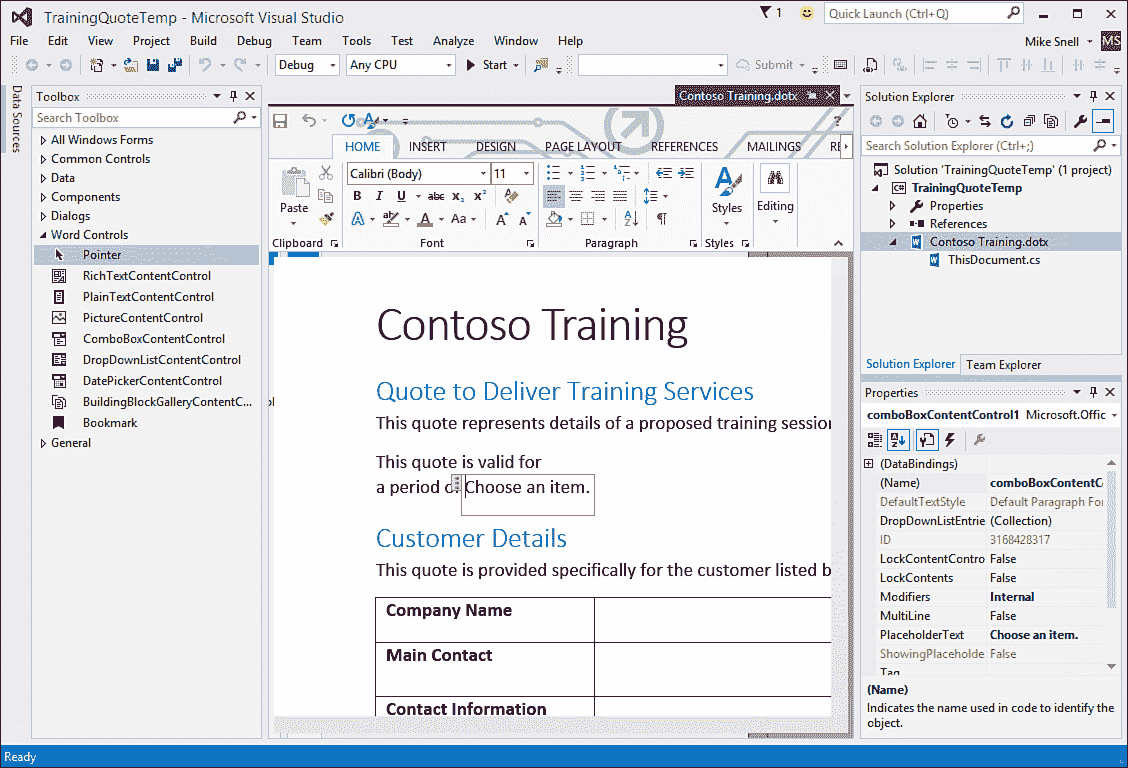 TrainingQuoteTemp - Microsoft Visual Studio
1
Quick Launch (Ctrl+Q)
File Edit View Project Build Debug Team Tools Test Analyze Window Help
Mike Snell MS
Debug Any CPU Start Submit
Data Sources
Toolbox
Search Toolbox
All Windows Forms
Common Controls
Data
Components
Dialogs
Word Controls
Pointer
RichTextContentControl
PlainTextContentControl
PictureContentControl
ComboBoxContentControl
DropDownListContentControl
DatePickerContentControl
BuildingBlockGalleryContentC...
Bookmark
General
Contoso Training.dotx
HOME INSERT DESIGN PAGE LAYOUT REFERENCES MAILINGS RE
Calibri (Body) 11
Paste
B I U abc x₂ x²
A ab A Aa A A
Styles
Editing
Clipboard Font Paragraph Styles
Contoso Training
Quote to Deliver Training Services
This quote represents details of a proposed training session
This quote is valid for
a period of Choose an item.
Customer Details
This quote is provided specifically for the customer listed b
Company Name
Main Contact
Contact Information
Solution Explorer
Search Solution Explorer (Ctrl+;)
Solution 'TrainingQuoteTemp' (1 project)
C# TrainingQuoteTemp
Properties
References
Contoso Training.dotx
ThisDocument.cs
Solution Explorer Team Explorer
Properties
comboBoxContentControl1 Microsoft.Offic
(DataBindings)
(Name) comboBoxContentC
DefaultTextStyle Default Paragraph For
DropDownListEntrie (Collection)
ID 3168428317
LockContentContro False
LockContents False
Modifiers Internal
MultiLine False
PlaceholderText Choose an item.
ShowingPlaceholde False
Tag
(Name)
Indicates the name used in code to identify the
object.
Ready